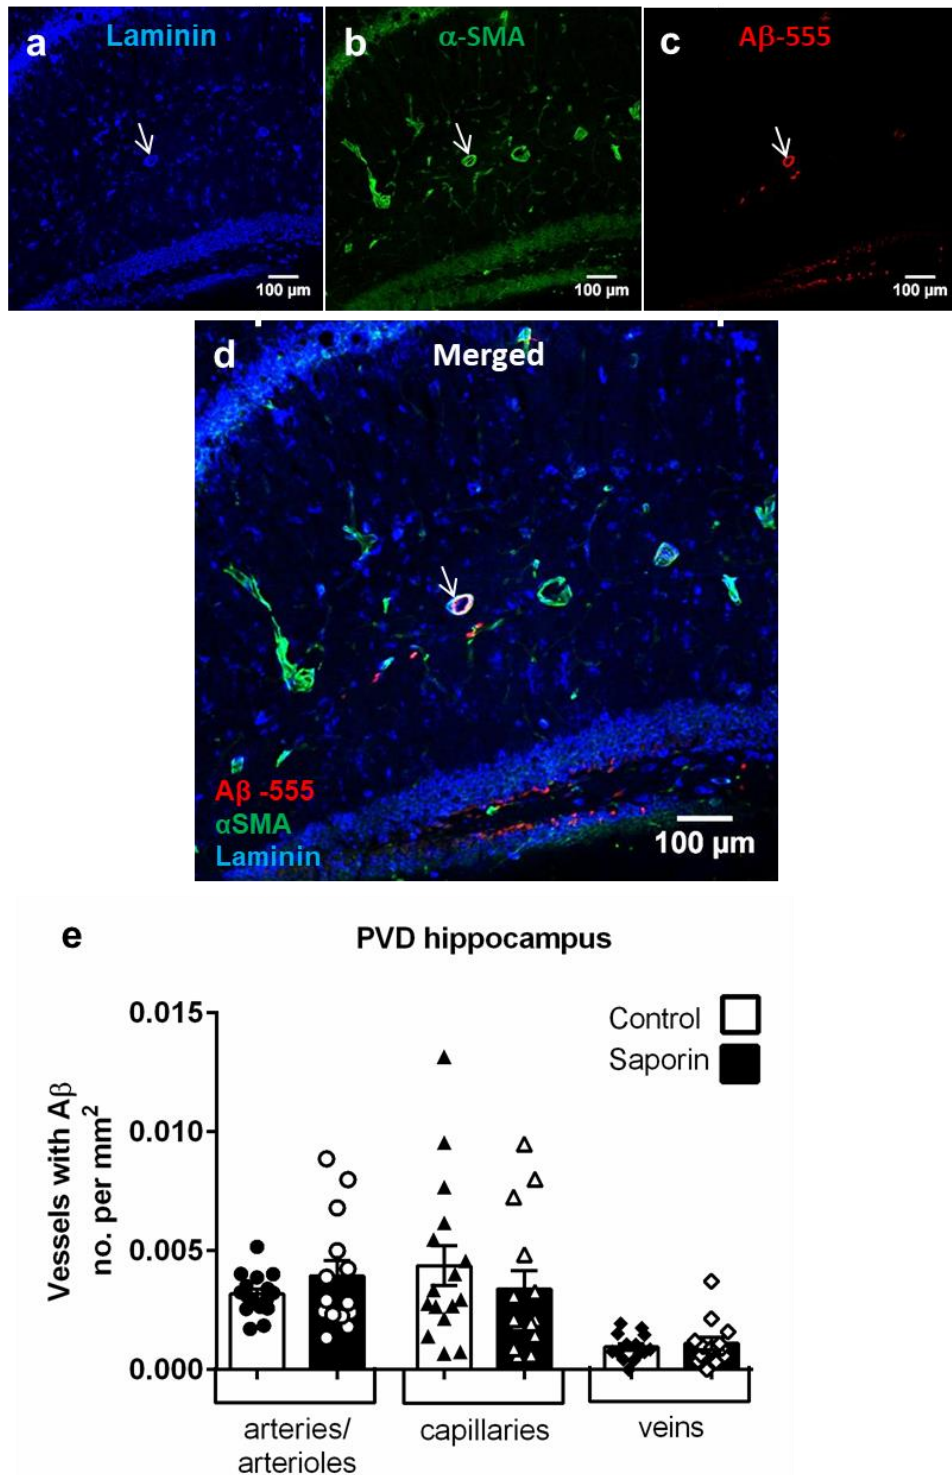 a Laminin
b α-SMA
c Aβ-555
100 µm
100 µm
100 µm
d Merged
Aβ -555
αSMA
Laminin
100 µm
e PVD hippocampus
Control
Saporin
Vessels with Aβ
no. per mm²
0.015
0.010
0.005
0.000
arteries/
arterioles
capillaries
veins